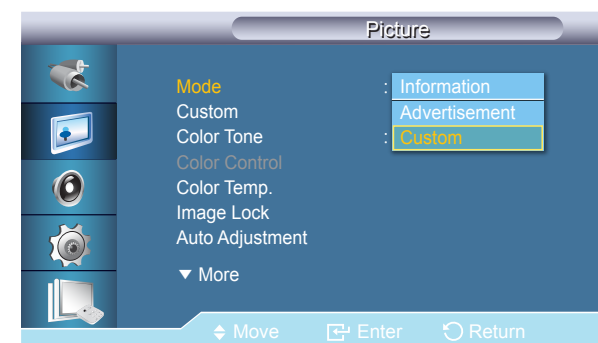 Picture
Mode : Information
Custom Advertisement
Color Tone : Custom
Color Control
Color Temp.
Image Lock
Auto Adjustment
▼ More
Move Enter Return